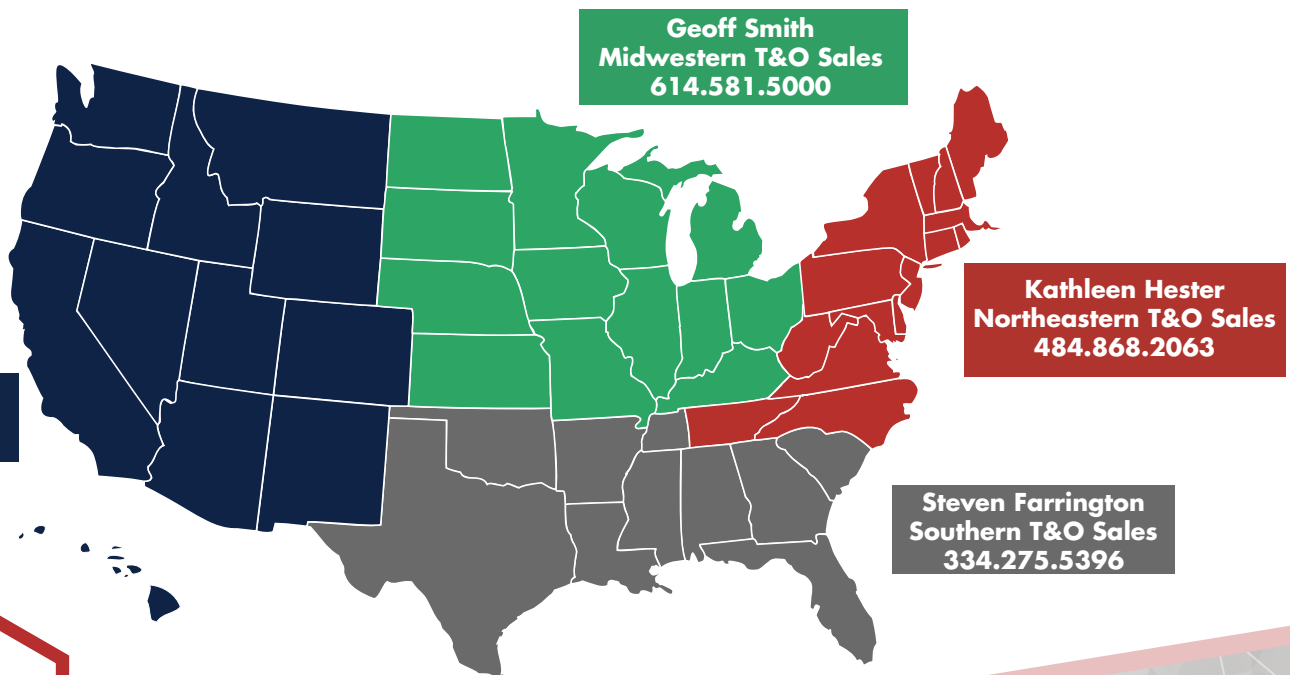 Geoff Smith
Midwestern T&O Sales
614.581.5000
Kathleen Hester
Northeastern T&O Sales
484.868.2063
Steven Farrington
Southern T&O Sales
334.275.5396